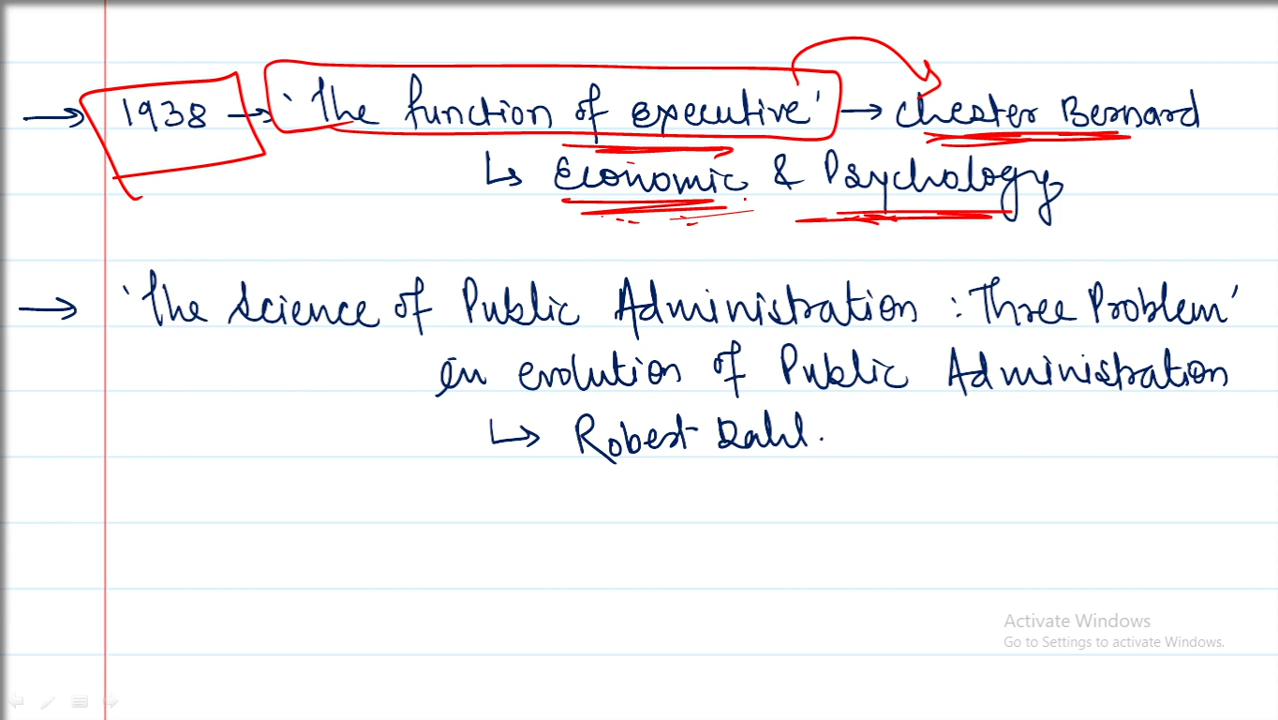 → 1938 → 'The function of executive' → Chester Bernard
↳ Economic & Psychology
→ 'The Science of Public Administration : Three Problem'
in evolution of Public Administration
↳ Robert Dahl.
Activate Windows
Go to Settings to activate Windows.